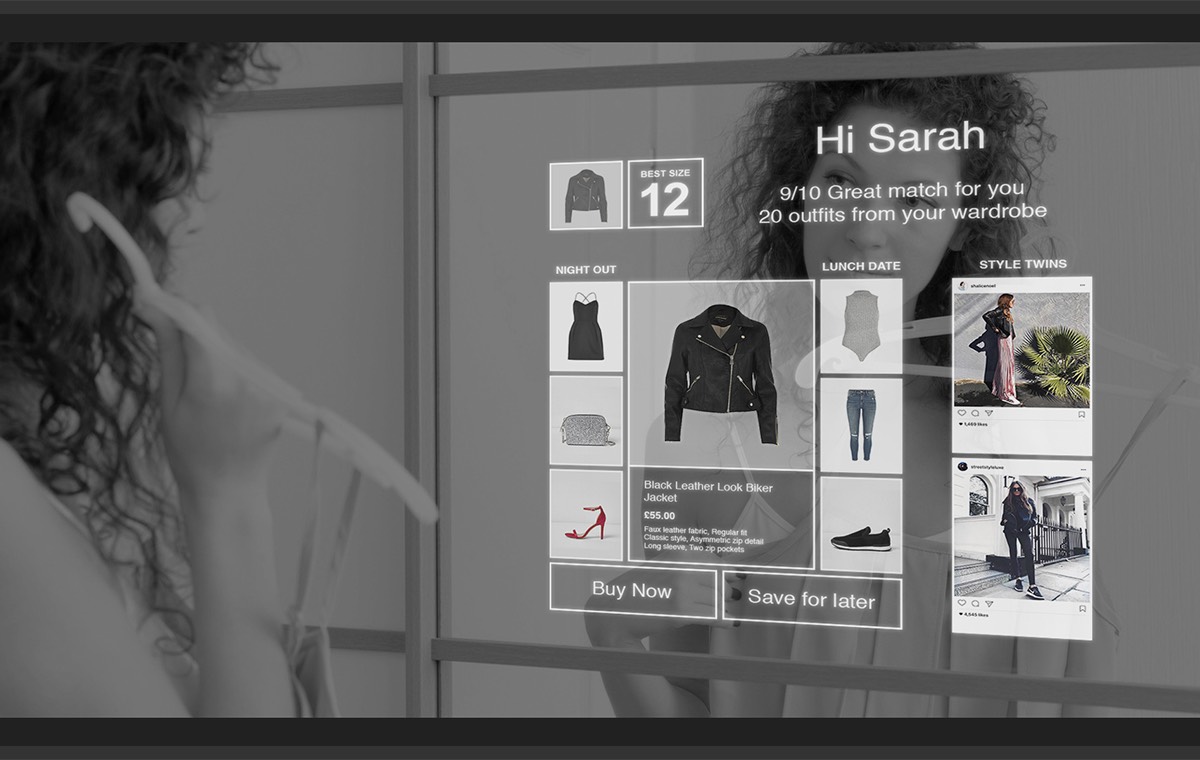 Hi Sarah
9/10 Great match for you
20 outfits from your wardrobe
BEST SIZE
12
NIGHT OUT
Black Leather Look Biker
Jacket
£55.00
Faux leather fabric, Regular fit
Classic style, Asymmetric zip detail
Long sleeve, Two zip pockets
LUNCH DATE
Buy Now
Save for later
STYLE TWINS
1,469 likes
streetstyleluxe
12
4,545 likes